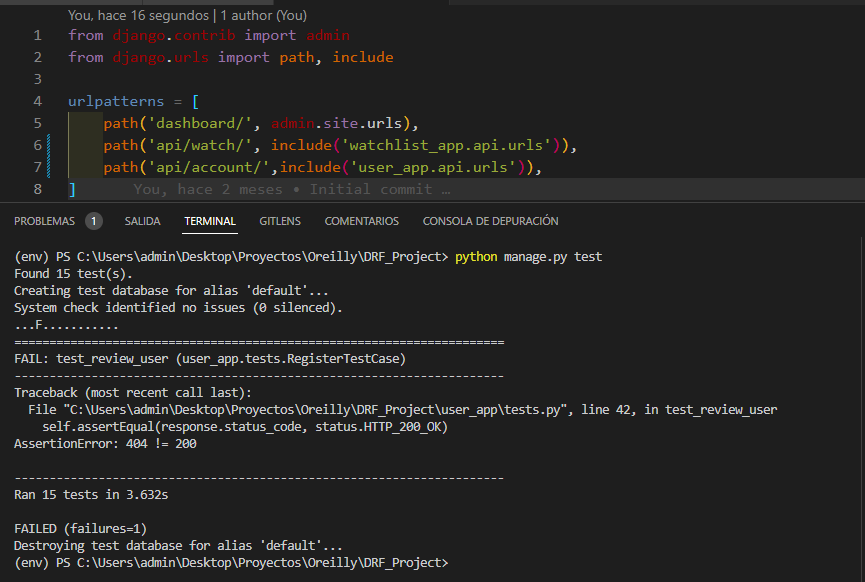 You, hace 16 segundos | 1 author (You)
1 from django.contrib import admin
2 from django.urls import path, include
3
4 urlpatterns = [
5     path('dashboard/', admin.site.urls),
6     path('api/watch/', include('watchlist_app.api.urls')),
7     path('api/account/',include('user_app.api.urls')),
8 ]     You, hace 2 meses • Initial commit …
PROBLEMAS 1 SALIDA TERMINAL GITLENS COMENTARIOS CONSOLA DE DEPURACIÓN
(env) PS C:\Users\admin\Desktop\Proyectos\Oreilly\DRF_Project> python manage.py test
Found 15 test(s).
Creating test database for alias 'default'...
System check identified no issues (0 silenced).
...F...........
======================================================================
FAIL: test_review_user (user_app.tests.RegisterTestCase)
----------------------------------------------------------------------
Traceback (most recent call last):
  File "C:\Users\admin\Desktop\Proyectos\Oreilly\DRF_Project\user_app\tests.py", line 42, in test_review_user
    self.assertEqual(response.status_code, status.HTTP_200_OK)
AssertionError: 404 != 200
----------------------------------------------------------------------
Ran 15 tests in 3.632s
FAILED (failures=1)
Destroying test database for alias 'default'...
(env) PS C:\Users\admin\Desktop\Proyectos\Oreilly\DRF_Project>